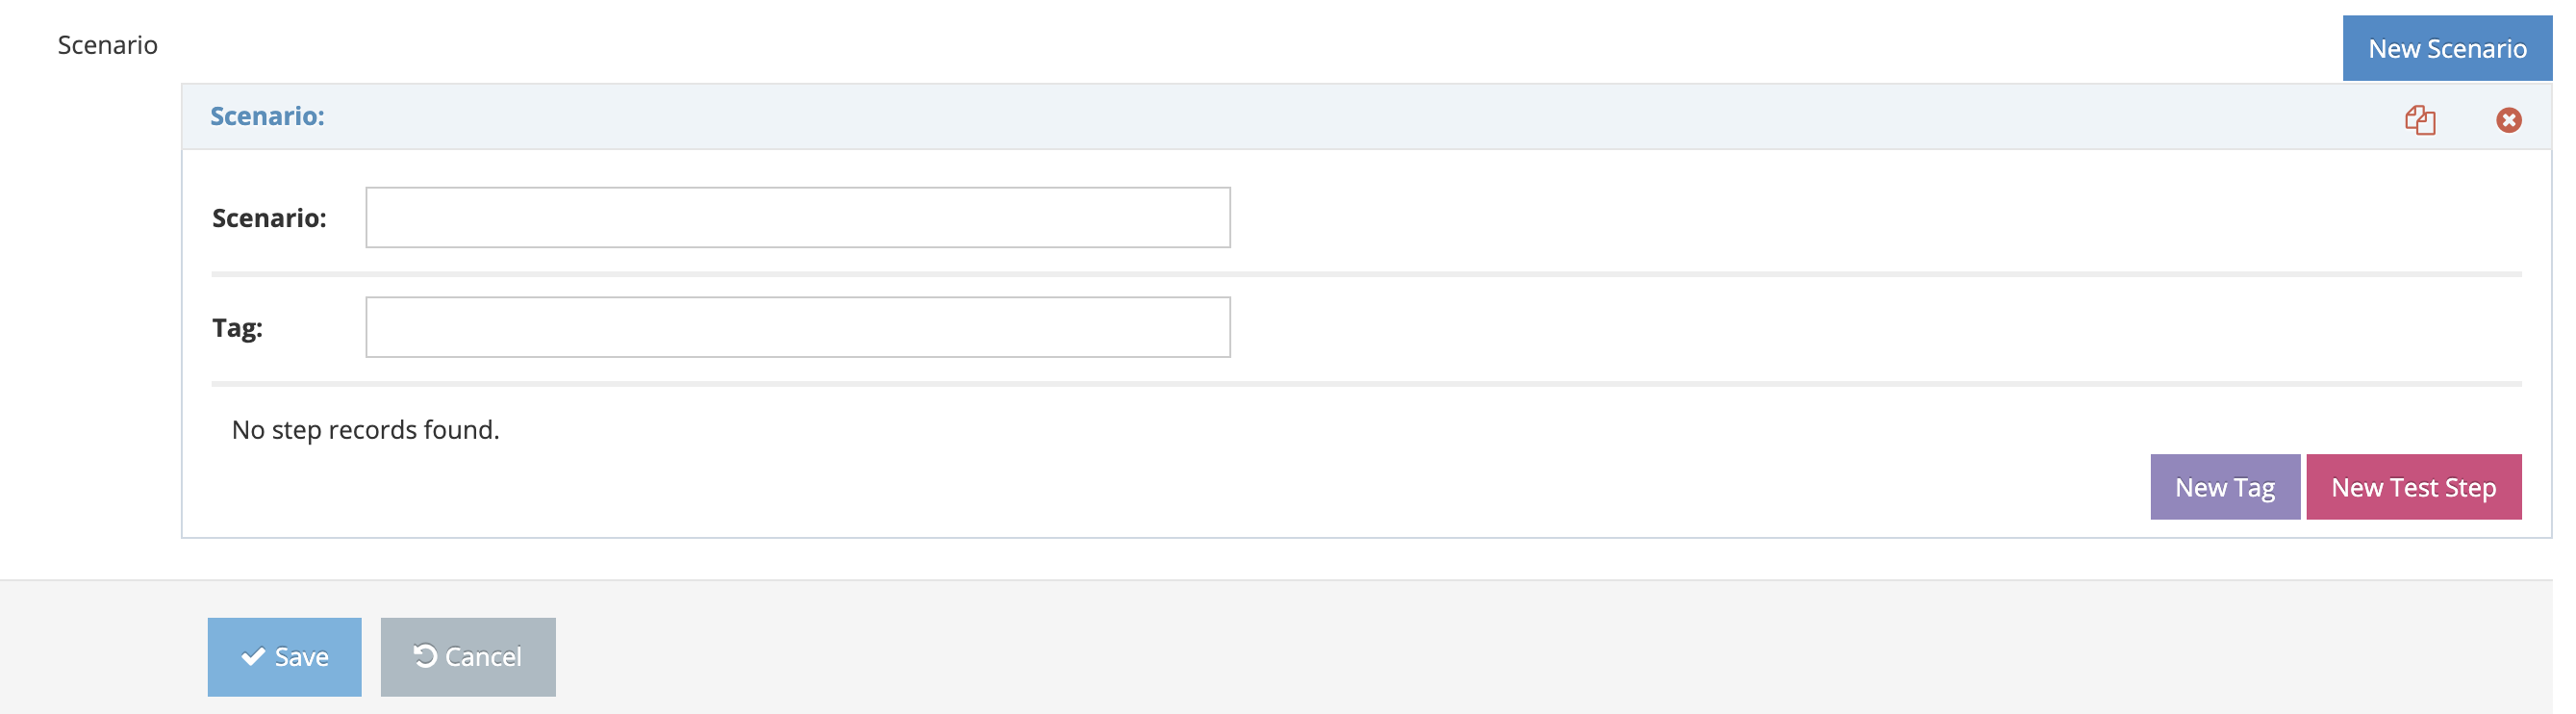 Scenario
New Scenario
Scenario:
Scenario:
Tag:
No step records found.
New Tag
New Test Step
Save
Cancel